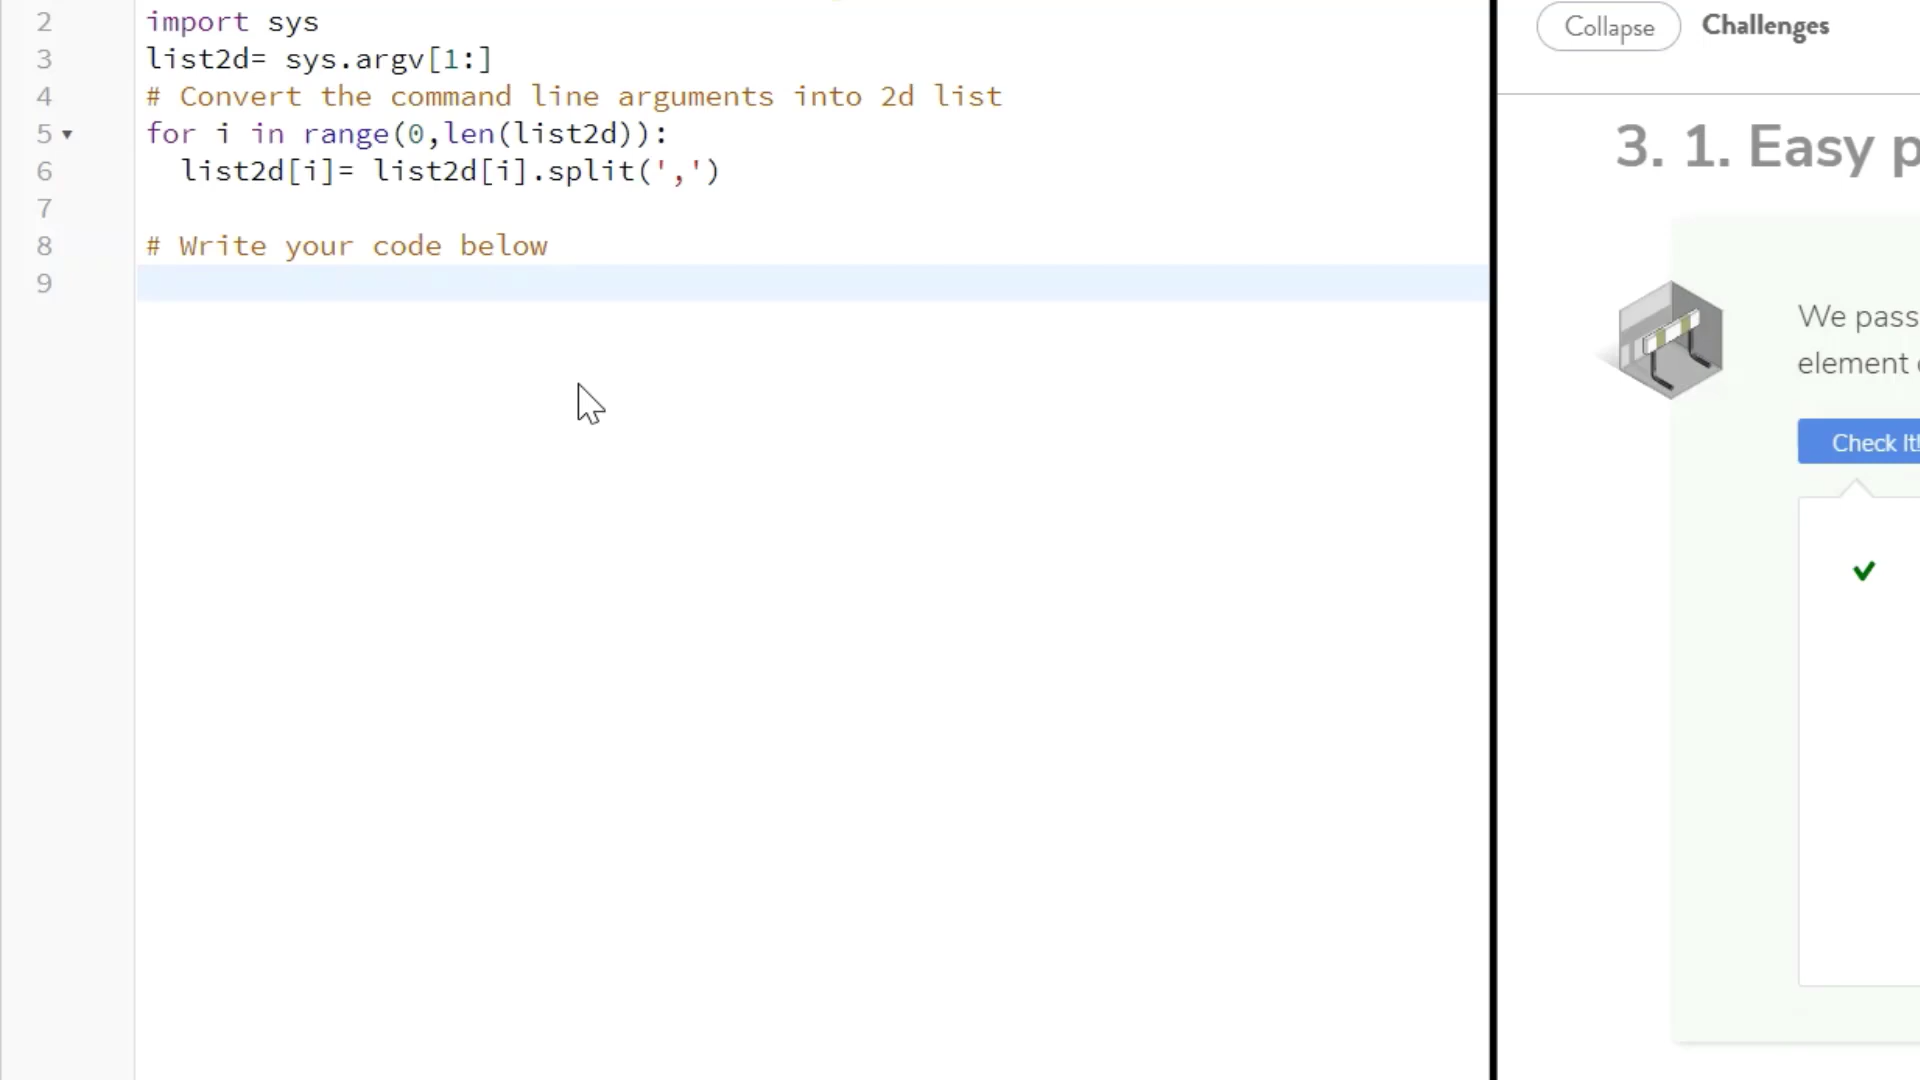 2 import sys
3 list2d= sys.argv[1:]
4 # Convert the command line arguments into 2d list
5 for i in range(0,len(list2d)):
6 list2d[i]= list2d[i].split(',')
7
8 # Write your code below
9
Collapse Challenges
3. 1. Easy p
We pass
element
Check It!